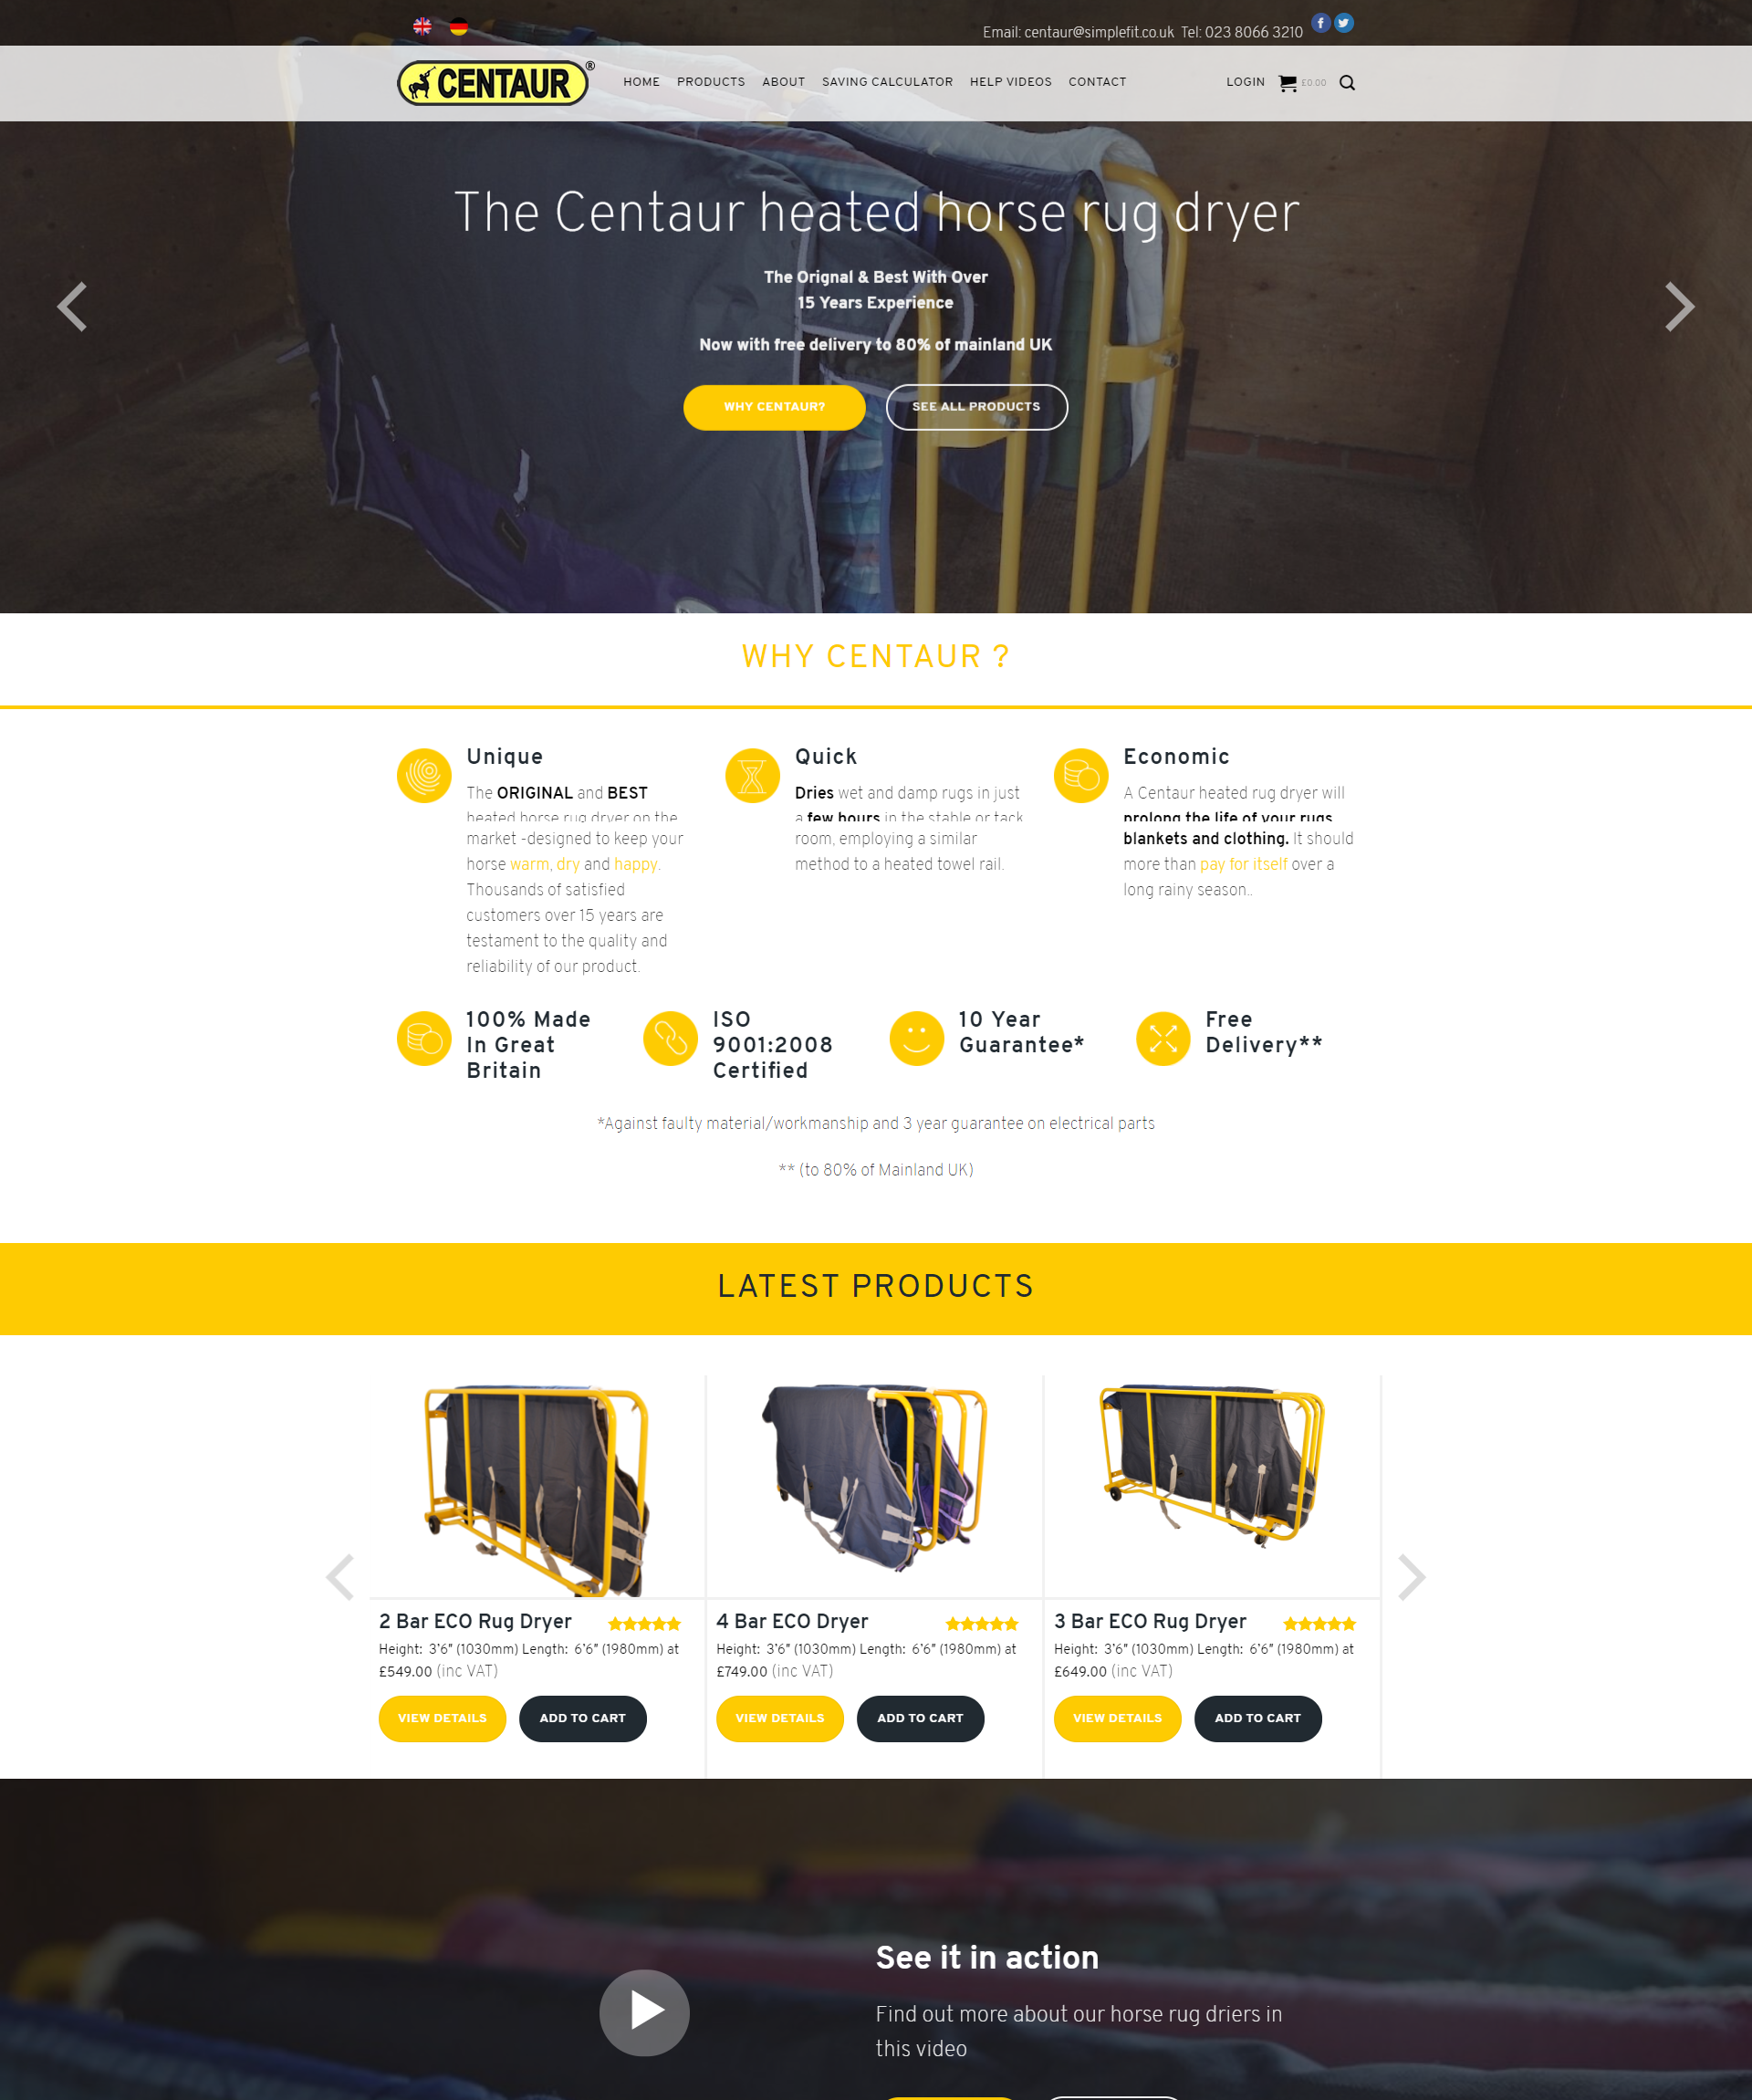 Email: centaur@simplefit.co.uk Tel: 023 8066 3210
CENTAUR®
HOME PRODUCTS ABOUT SAVING CALCULATOR HELP VIDEOS CONTACT LOGIN £0.00
The Centaur heated horse rug dryer
The Orignal & Best With Over
15 Years Experience
Now with free delivery to 80% of mainland UK
WHY CENTAUR? SEE ALL PRODUCTS
WHY CENTAUR ?
Unique
The ORIGINAL and BEST
heated horse rug dryer on the
market -designed to keep your
horse warm, dry and happy.
Thousands of satisfied
customers over 15 years are
testament to the quality and
reliability of our product.
Quick
Dries wet and damp rugs in just
a few hours in the stable or tack
room, employing a similar
method to a heated towel rail.
Economic
A Centaur heated rug dryer will
prolong the life of your rugs,
blankets and clothing. It should
more than pay for itself over a
long rainy season..
100% Made
In Great
Britain
ISO
9001:2008
Certified
10 Year
Guarantee*
Free
Delivery**
*Against faulty material/workmanship and 3 year guarantee on electrical parts
** (to 80% of Mainland UK)
LATEST PRODUCTS
2 Bar ECO Rug Dryer
Height: 3'6" (1030mm) Length: 6'6" (1980mm) at
£549.00 (inc VAT)
VIEW DETAILS ADD TO CART
4 Bar ECO Dryer
Height: 3'6" (1030mm) Length: 6'6" (1980mm) at
£749.00 (inc VAT)
VIEW DETAILS ADD TO CART
3 Bar ECO Rug Dryer
Height: 3'6" (1030mm) Length: 6'6" (1980mm) at
£649.00 (inc VAT)
VIEW DETAILS ADD TO CART
See it in action
Find out more about our horse rug driers in
this video